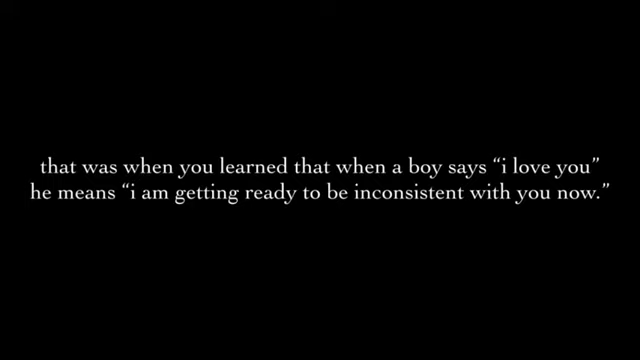 that was when you learned that when a boy says “i love you”
he means “i am getting ready to be inconsistent with you now.”